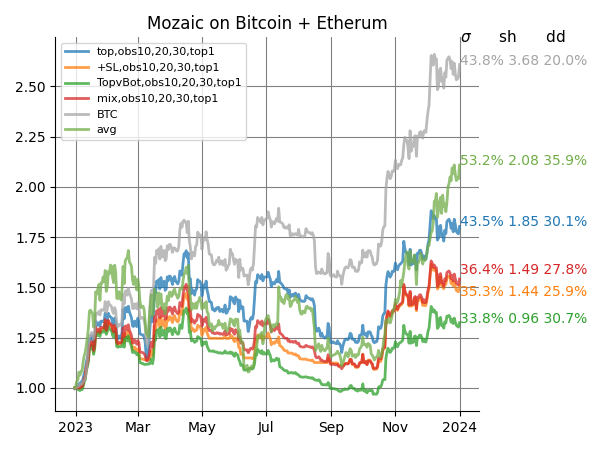 Mozaic on Bitcoin + Etherum
σ sh dd
top,obs10,20,30,top1
+SL,obs10,20,30,top1
TopvBot,obs10,20,30,top1
mix,obs10,20,30,top1
BTC
avg
43.8% 3.68 20.0%
53.2% 2.08 35.9%
43.5% 1.85 30.1%
36.4% 1.49 27.8%
35.3% 1.44 25.9%
33.8% 0.96 30.7%
2.50
2.25
2.00
1.75
1.50
1.25
1.00
2023 Mar May Jul Sep Nov 2024